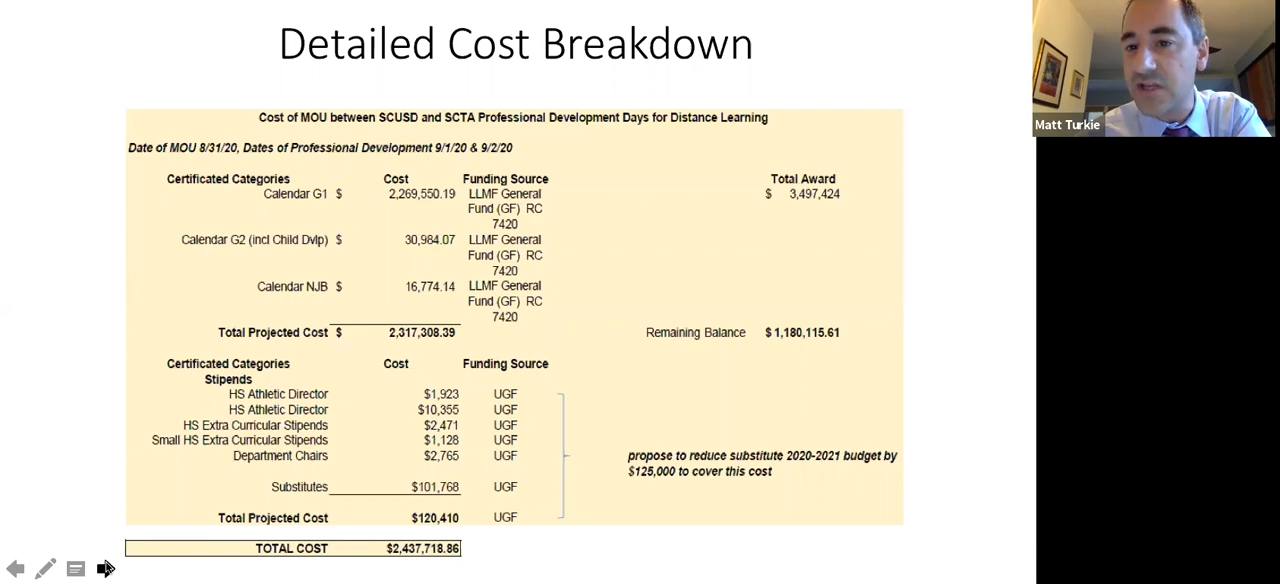 Detailed Cost Breakdown
Matt Turkie
Cost of MOU between SCUSD and SCTA Professional Development Days for Distance Learning
Date of MOU 8/31/20, Dates of Professional Development 9/1/20 & 9/2/20
Certificated Categories Cost Funding Source Total Award
Calendar G1 $ 2,269,550.19 LLMF General $ 3,497,424
Fund (GF) RC
7420
Calendar G2 (incl Child Dvlp) $ 30,984.07 LLMF General
Fund (GF) RC
7420
Calendar NJB $ 16,774.14 LLMF General
Fund (GF) RC
7420
Total Projected Cost $ 2,317,308.39 Remaining Balance $ 1,180,115.61
Certificated Categories Cost Funding Source
Stipends
HS Athletic Director $1,923 UGF
HS Athletic Director $10,355 UGF
HS Extra Curricular Stipends $2,471 UGF
Small HS Extra Curricular Stipends $1,128 UGF
Department Chairs $2,765 UGF propose to reduce substitute 2020-2021 budget by
$125,000 to cover this cost
Substitutes $101,768 UGF
Total Projected Cost $120,410 UGF
TOTAL COST $2,437,718.86